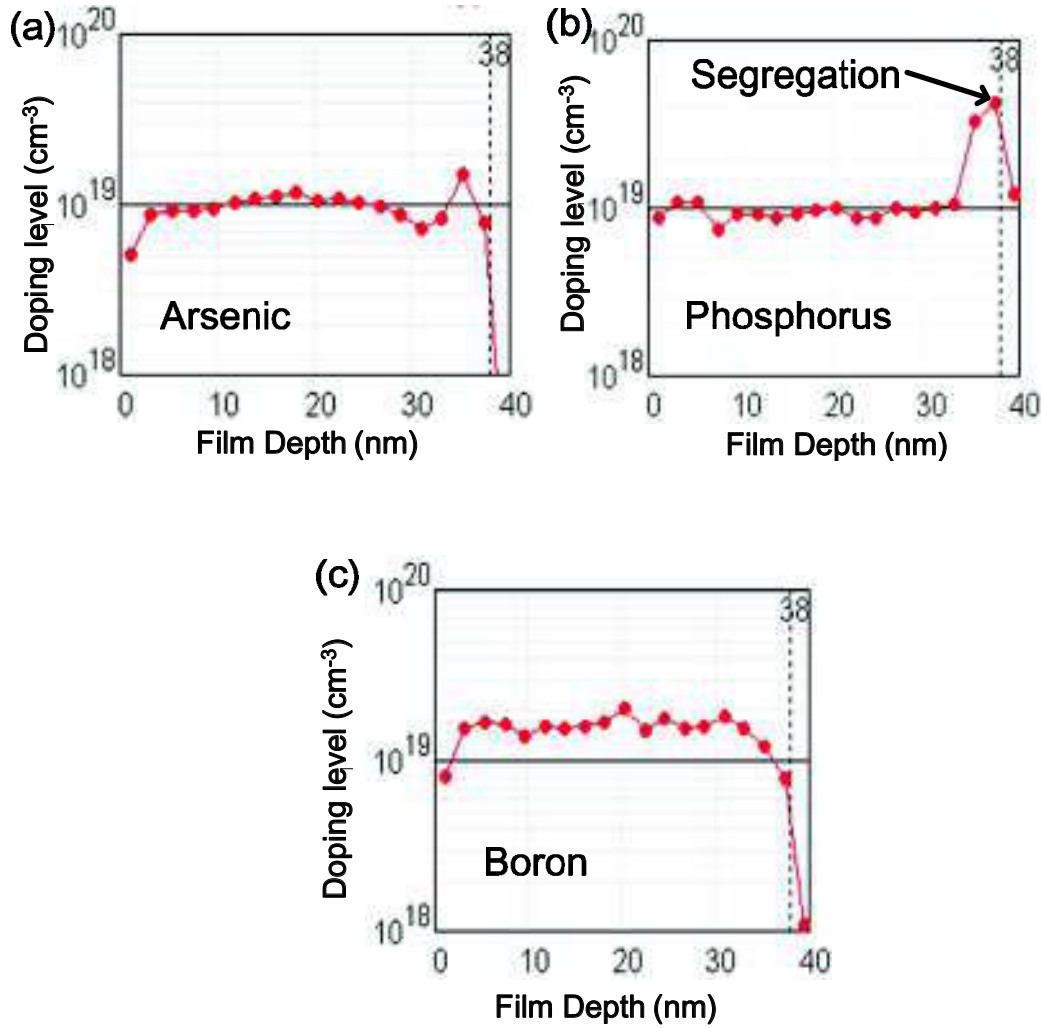 (a)
10^20
38
Doping level (cm^-3)
10^19
Arsenic
10^18
0 10 20 30 40
Film Depth (nm)
(b)
10^20
38
Segregation
Doping level (cm^-3)
10^19
Phosphorus
10^18
0 10 20 30 40
Film Depth (nm)
(c)
10^20
38
Doping level (cm^-3)
10^19
Boron
10^18
0 10 20 30 40
Film Depth (nm)